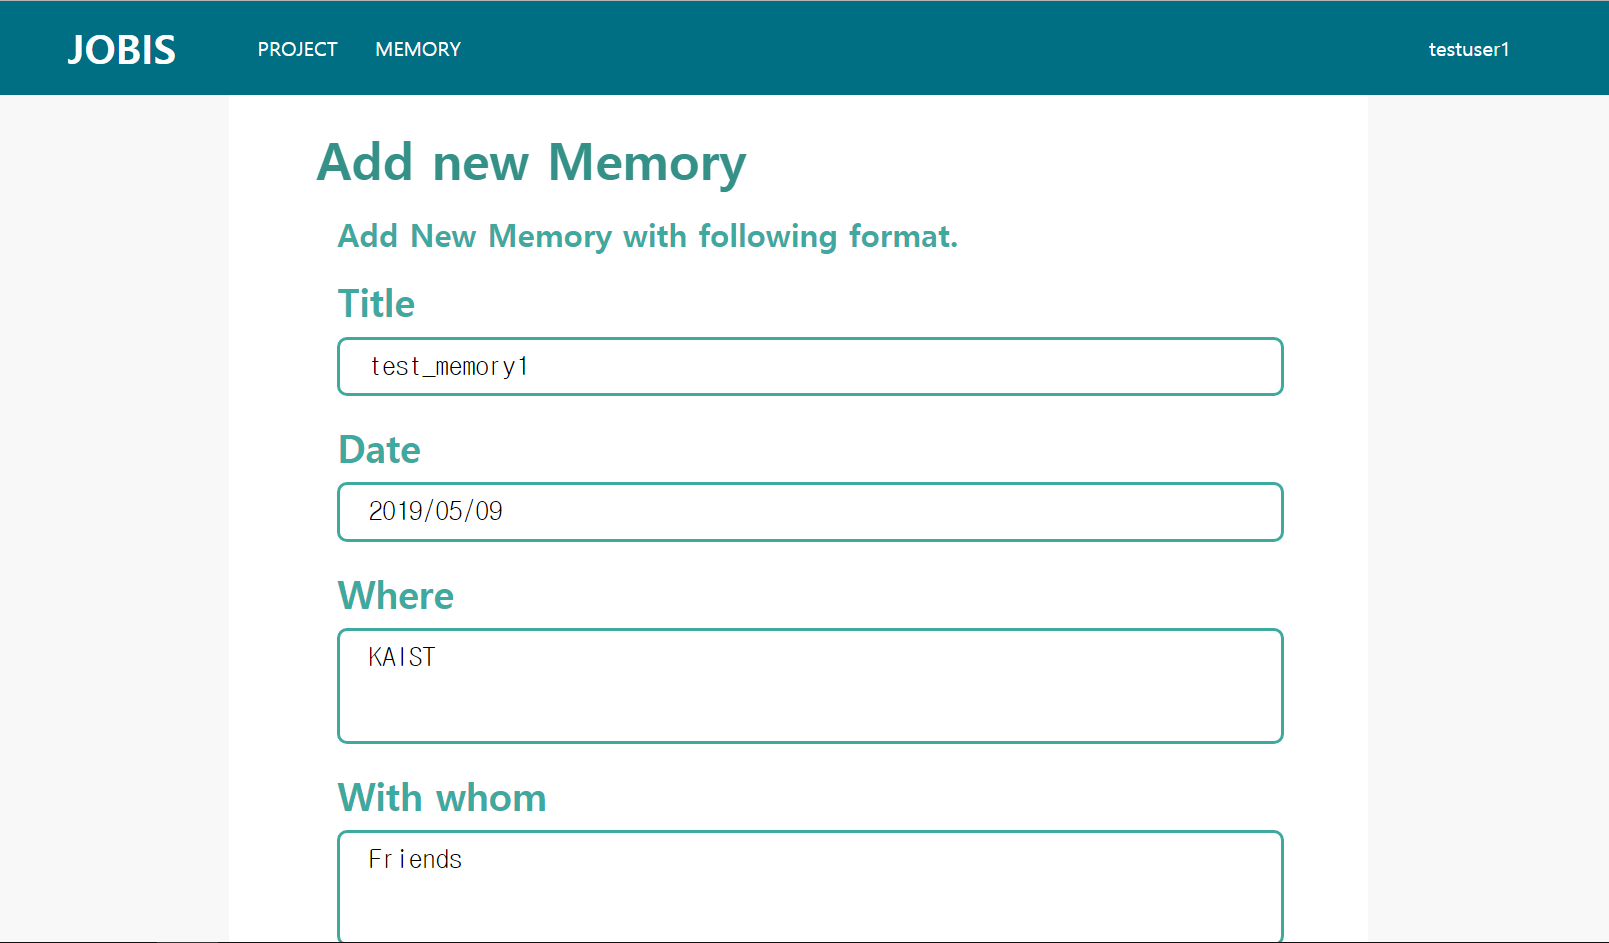 JOBIS PROJECT MEMORY testuser1
Add new Memory
Add New Memory with following format.
Title
test_memory1
Date
2019/05/09
Where
KAIST
With whom
Friends